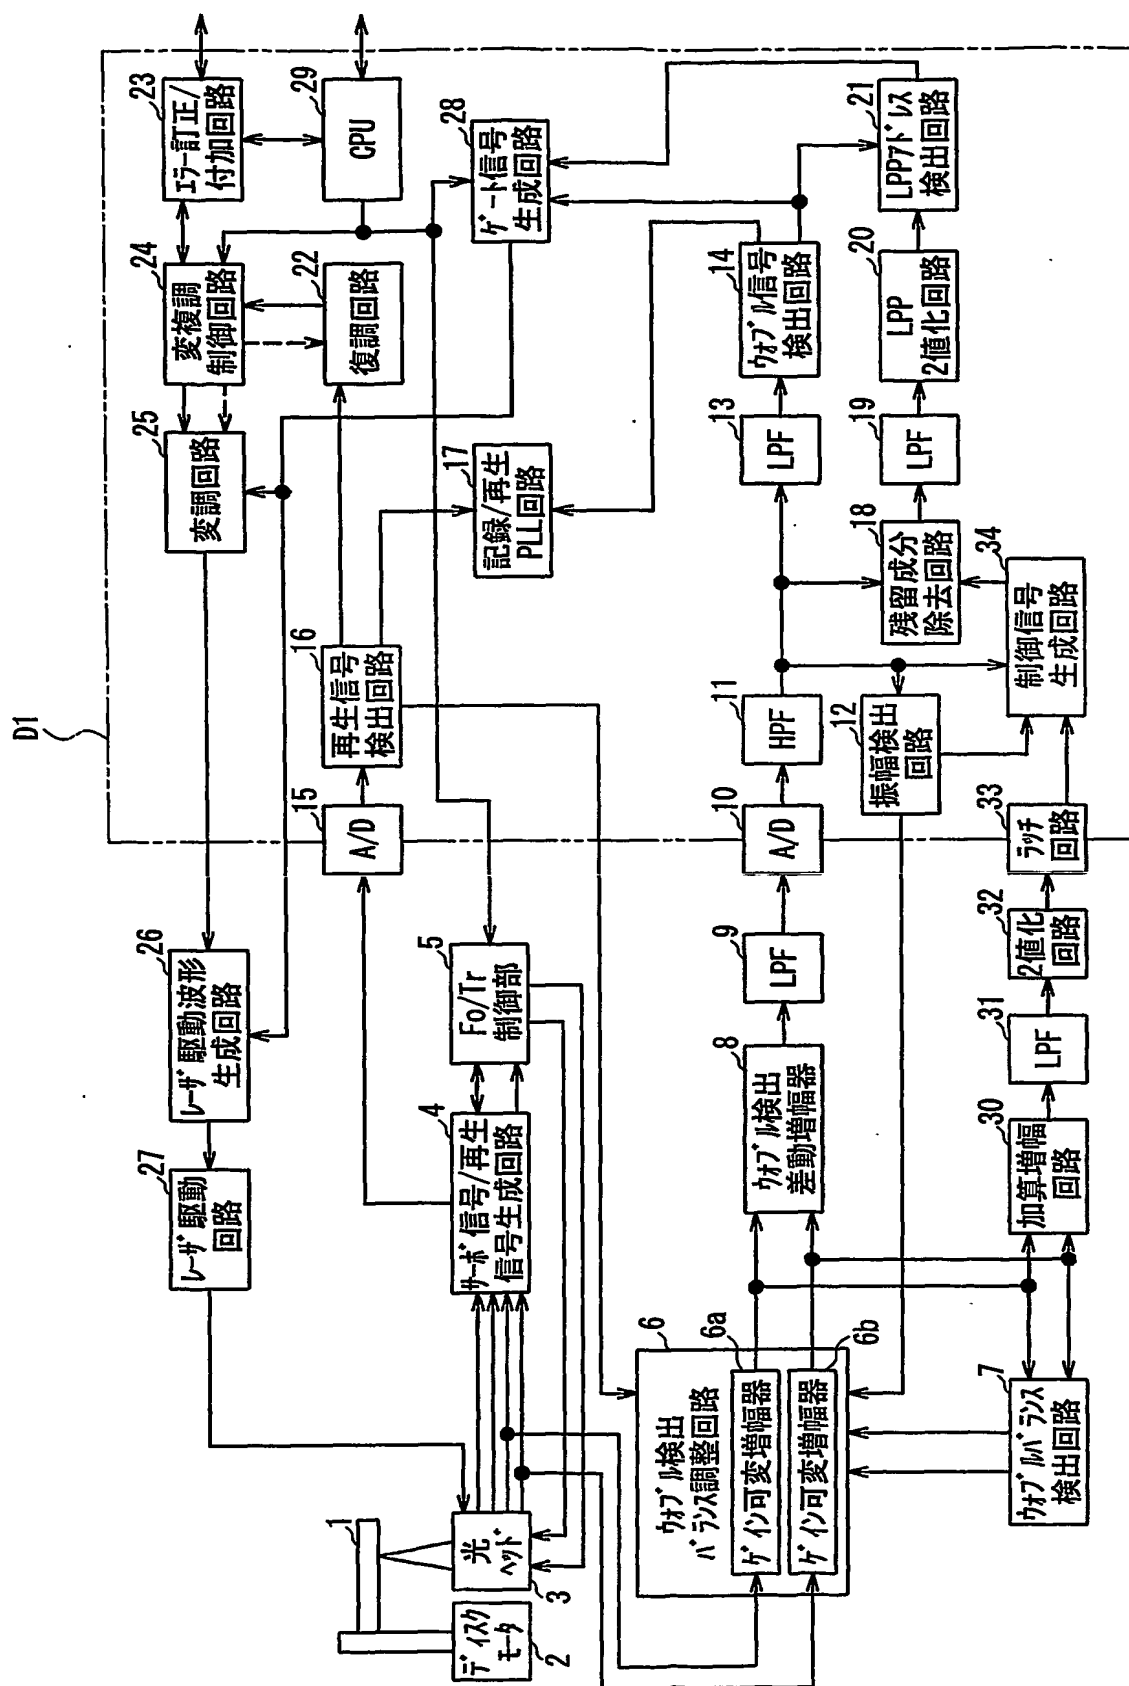 D1
23
エラー訂正/
付加回路
29
CPU
24
変複調
制御回路
22
復調回路
25
変調回路
28
ゲート信号
生成回路
21
LPPアドレス
検出回路
20
LPP
2値化回路
14
ウォブル信号
検出回路
13
LPF
19
LPF
17
記録/再生
PLL回路
18
残留成分
除去回路
34
制御信号
生成回路
16
再生信号
検出回路
11
HPF
12
振幅検出
回路
15
A/D
10
A/D
33
ラッチ
回路
26
レーザ駆動波形
生成回路
27
レーザ駆動
回路
5
Fo/Tr
制御部
4
サーボ信号/再生
信号生成回路
9
LPF
8
ウォブル検出
差動増幅器
32
2値化
回路
31
LPF
30
加算増幅
回路
6
ウォブル検出
バランス調整回路
6a
ゲイン可変増幅器
6b
ゲイン可変増幅器
7
ウォブルバランス
検出回路
1
光
ヘッド
3
ディスク
モータ
2